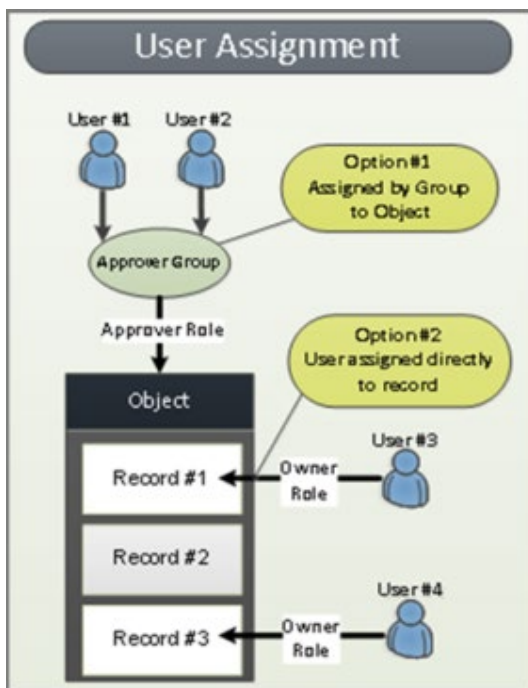 User Assignment
User #1
User #2
Option #1
Assigned by Group
to Object
Approver Group
Approver Role
Option #2
User assigned directly
to record
Object
User #3
Record #1
Owner
Role
Record #2
User #4
Record #3
Owner
Role